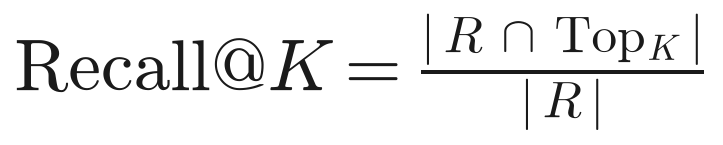 Recall@K = | R ∩ Top_K | / | R |